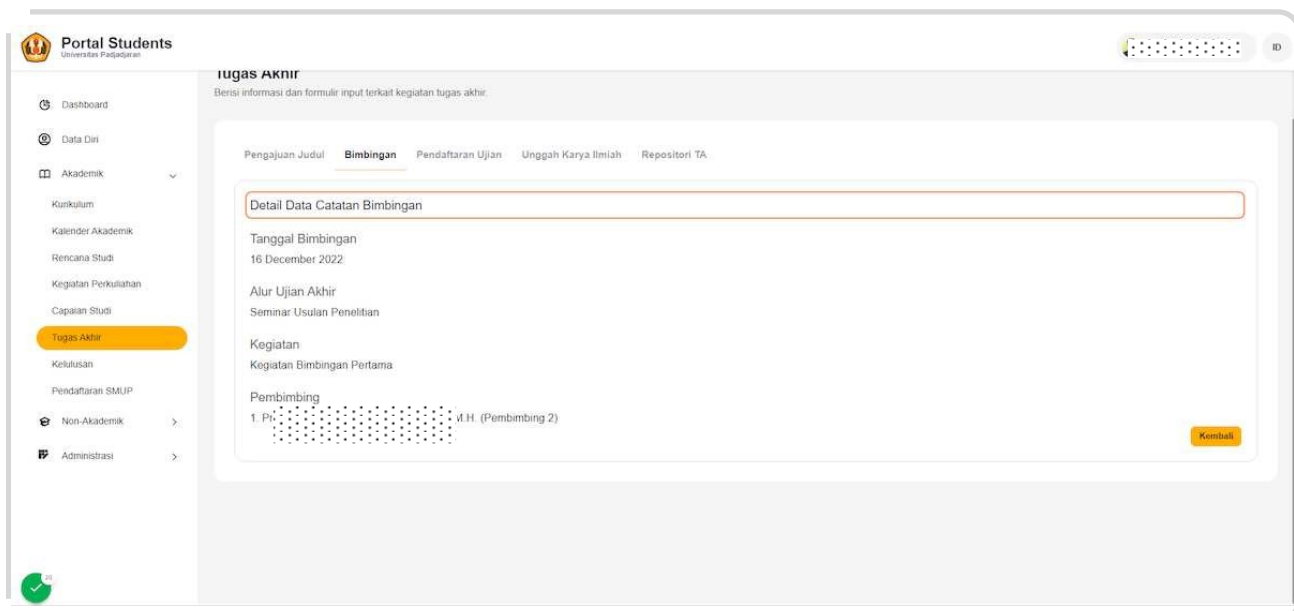 Portal Students
Universitas Padjadjaran
ID
Tugas Akhir
Berisi informasi dan formulir input terkait kegiatan tugas akhir.
Dashboard
Data Diri
Akademik
Kurikulum
Kalender Akademik
Rencana Studi
Kegiatan Perkuliahan
Capaian Studi
Tugas Akhir
Kelulusan
Pendaftaran SMUP
Non-Akademik
Administrasi
Pengajuan Judul Bimbingan Pendaftaran Ujian Unggah Karya Ilmiah Repositori TA
Detail Data Catatan Bimbingan
Tanggal Bimbingan
16 December 2022
Alur Ujian Akhir
Seminar Usulan Penelitian
Kegiatan
Kegiatan Bimbingan Pertama
Pembimbing
1. M.H. (Pembimbing 2)
Kembali